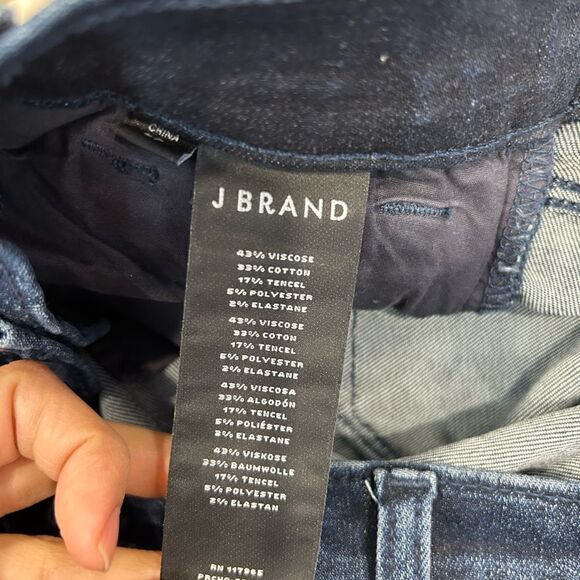 CHINA
J BRAND
43% VISCOSE
33% COTTON
17% TENCEL
5% POLYESTER
2% ELASTANE
43% VISCOSE
33% COTON
17% TENCEL
5% POLYESTER
2% ELASTANE
43% VISCOSA
33% ALGODÓN
17% TENCEL
5% POLIÉSTER
2% ELASTANE
43% VISKOSE
33% BAUMWOLLE
17% TENCEL
5% POLYESTER
2% ELASTAN
RN 117965